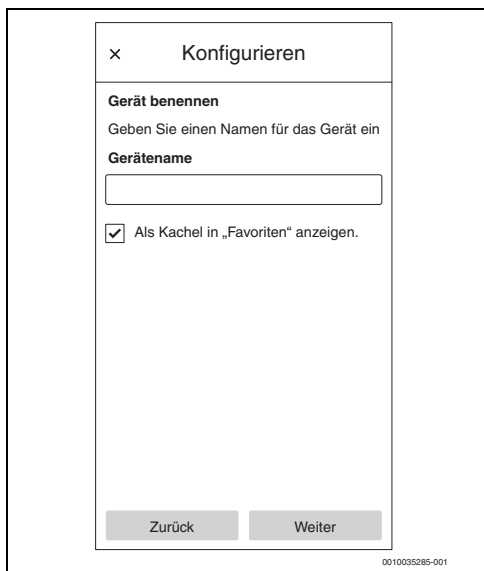 × Konfigurieren
Gerät benennen
Geben Sie einen Namen für das Gerät ein
Gerätename
Als Kachel in „Favoriten“ anzeigen.
Zurück Weiter
0010035285-001